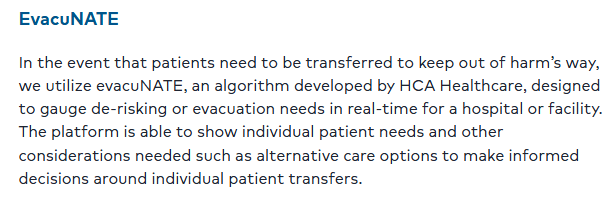 EvacuNATE
In the event that patients need to be transferred to keep out of harm’s way,
we utilize evacuNATE, an algorithm developed by HCA Healthcare, designed
to gauge de-risking or evacuation needs in real-time for a hospital or facility.
The platform is able to show individual patient needs and other
considerations needed such as alternative care options to make informed
decisions around individual patient transfers.